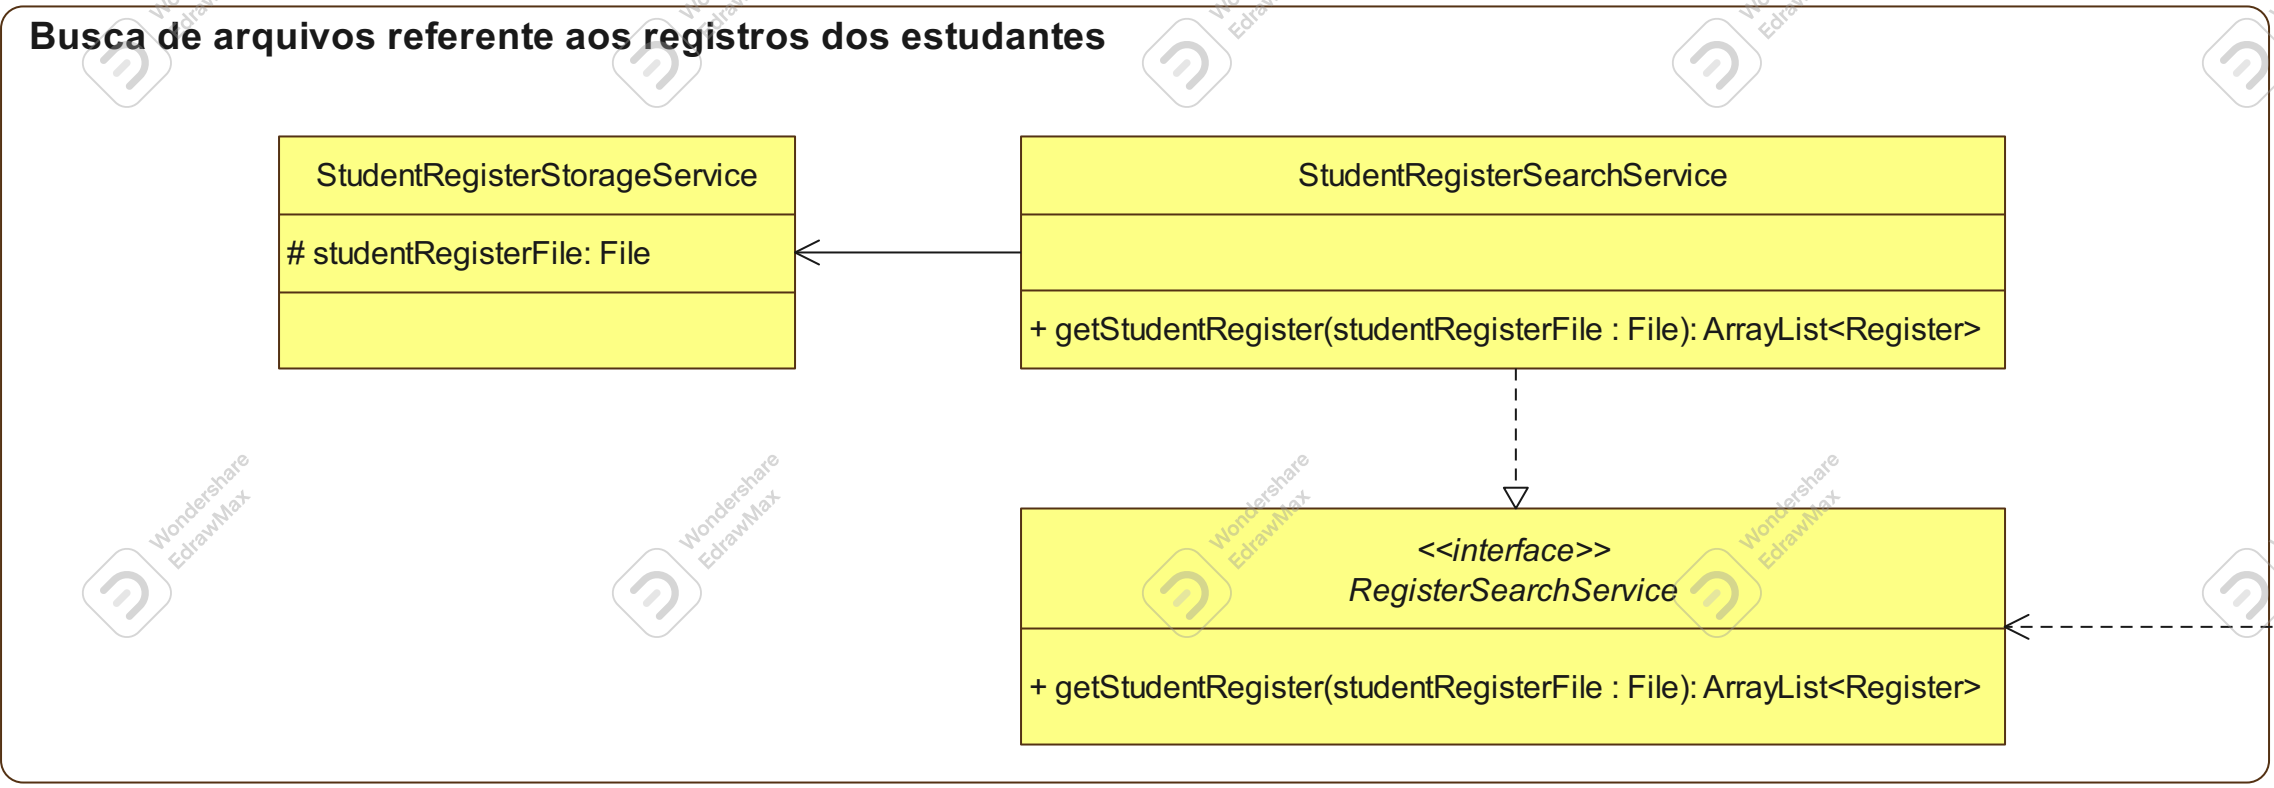 Busca de arquivos referente aos registros dos estudantes
StudentRegisterStorageService
# studentRegisterFile: File
StudentRegisterSearchService
+ getStudentRegister(studentRegisterFile : File): ArrayList<Register>
<<interface>>
RegisterSearchService
+ getStudentRegister(studentRegisterFile : File): ArrayList<Register>
Wondershare
EdrawMax
Wondershare
EdrawMax
Wondershare
EdrawMax
Wondershare
EdrawMax